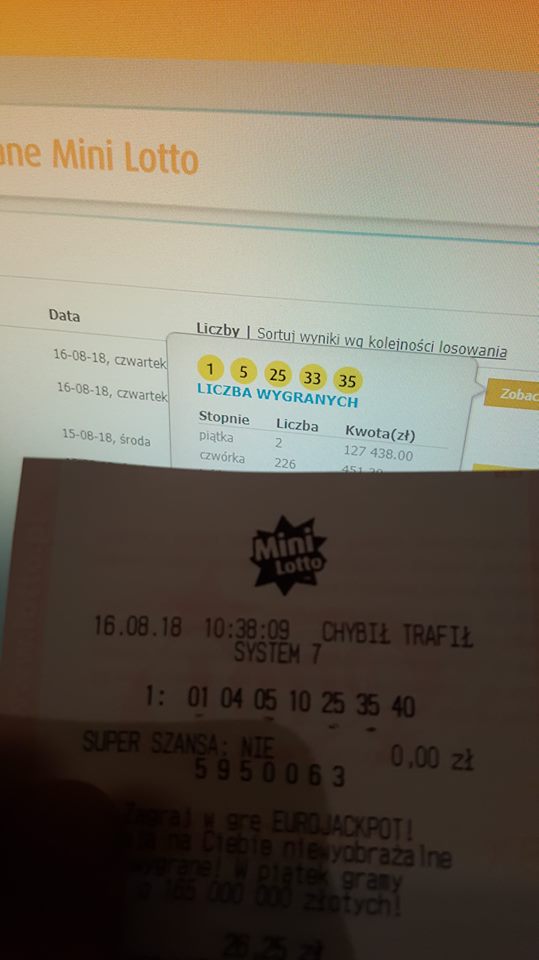 ne Mini Lotto
Data
Liczby | Sortuj wyniki wg kolejności losowania
16-08-18, czwartek
1 5 25 33 35
Zobac
16-08-18, czwartek
LICZBA WYGRANYCH
Stopnie Liczba Kwota(zł)
15-08-18, środa
piątka 2 127 438.00
czwórka 226
Mini
Lotto
16.08.18 10:38:09 CHYBIŁ TRAFIŁ
SYSTEM 7
1: 01 04 05 10 25 35 40
SUPER SZANSA: NIE 0,00 zł
5950063
Zagraj w grę EUROJACKPOT!
na Ciebie niewyobrażalne
wygrane! W piątek gramy
o 165 000 000 złotych!
26,25 zł